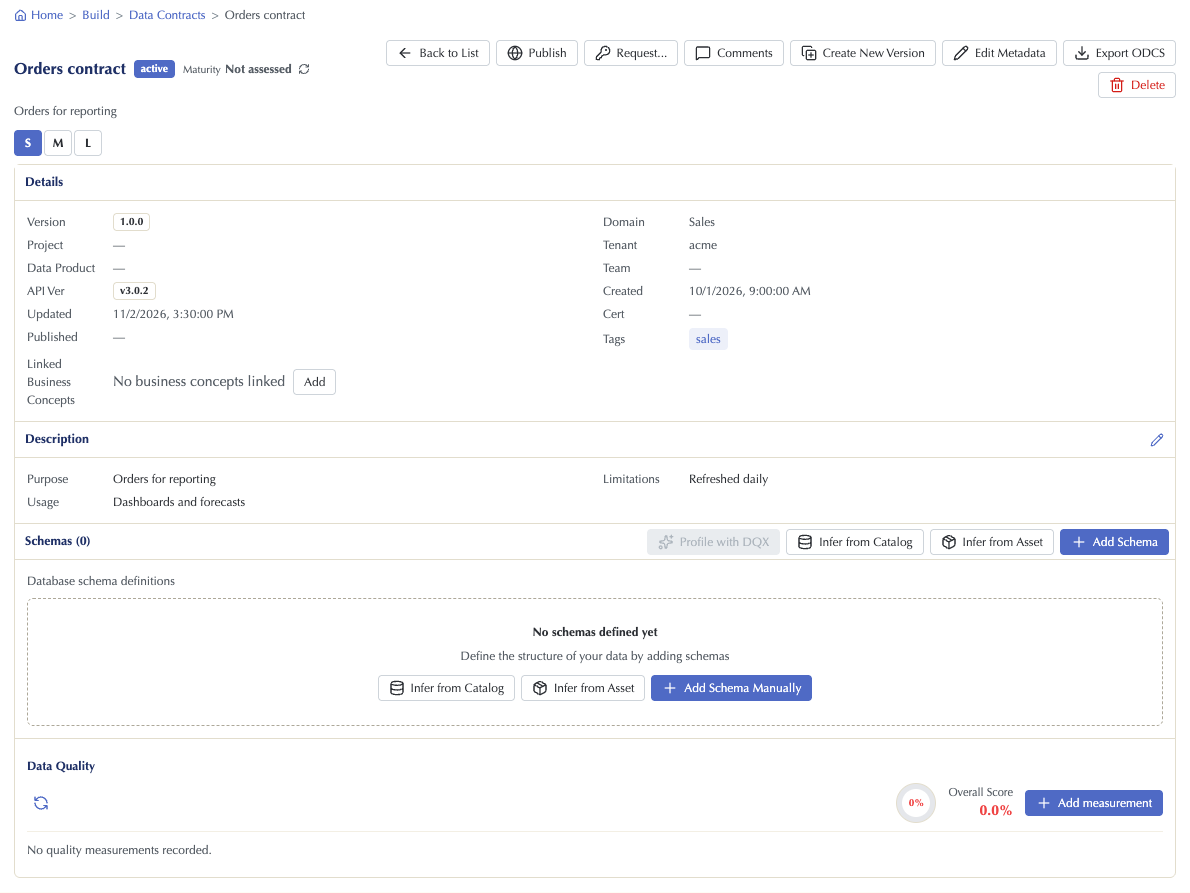 Home > Build > Data Contracts > Orders contract
Back to List
Publish
Request...
Comments
Create New Version
Edit Metadata
Export ODCS
Orders contract active Maturity Not assessed
Delete
Orders for reporting
S M L
Details
Version 1.0.0
Domain Sales
Project —
Tenant acme
Data Product —
Team —
API Ver v3.0.2
Created 10/1/2026, 9:00:00 AM
Updated 11/2/2026, 3:30:00 PM
Cert —
Published —
Tags sales
Linked
Business
Concepts
No business concepts linked Add
Description
Purpose Orders for reporting
Limitations Refreshed daily
Usage Dashboards and forecasts
Schemas (0)
Profile with DQX
Infer from Catalog
Infer from Asset
Add Schema
Database schema definitions
No schemas defined yet
Define the structure of your data by adding schemas
Infer from Catalog
Infer from Asset
Add Schema Manually
Data Quality
0%
Overall Score
0.0%
Add measurement
No quality measurements recorded.